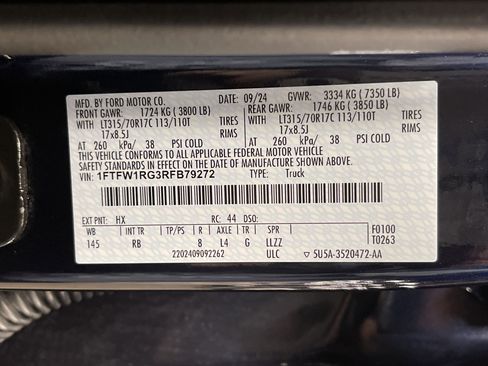 MFD. BY FORD MOTOR CO. DATE: 09/24 GVWR: 3334 KG ( 7350 LB)
FRONT GAWR: 1724 KG ( 3800 LB) REAR GAWR: 1746 KG ( 3850 LB)
WITH LT315/70R17C 113/110T TIRES WITH LT315/70R17C 113/110T TIRES
17x8.5J RIMS 17x8.5J RIMS
AT 260 kPa/ 38 PSI COLD AT 260 kPa/ 38 PSI COLD
THIS VEHICLE CONFORMS TO ALL APPLICABLE FEDERAL MOTOR VEHICLE
SAFETY STANDARDS IN EFFECT ON THE DATE OF MANUFACTURE SHOWN ABOVE.
VIN: 1FTFW1RG3RFB79272 TYPE: Truck
EXT PNT: HX RC: 44 DSO: F0100
WB INT TR TP/PS R AXLE TR SPR T0263
145 RB 8 L4 G LLZZ
2202409092262 ULC ▽ 5U5A-3520472-AA